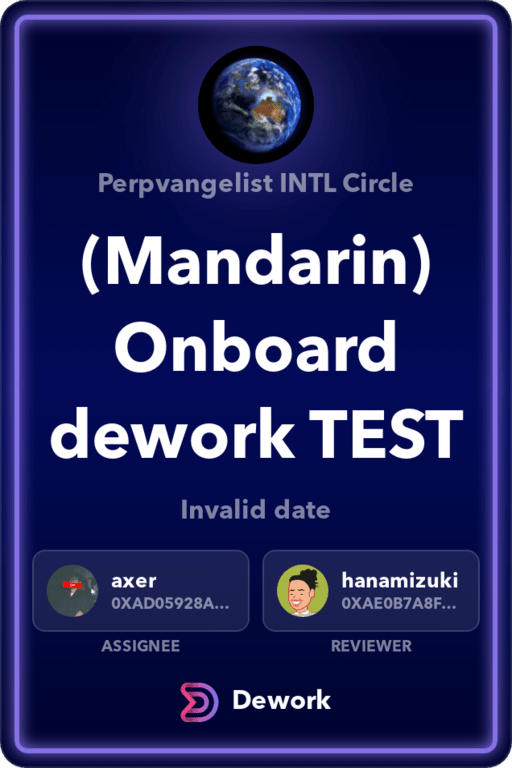 Perpvangelist INTL Circle
(Mandarin)
Onboard
dework TEST
Invalid date
axer
0XAD05928A...
hanamizuki
0XAE0B7A8F...
ASSIGNEE
REVIEWER
Dework